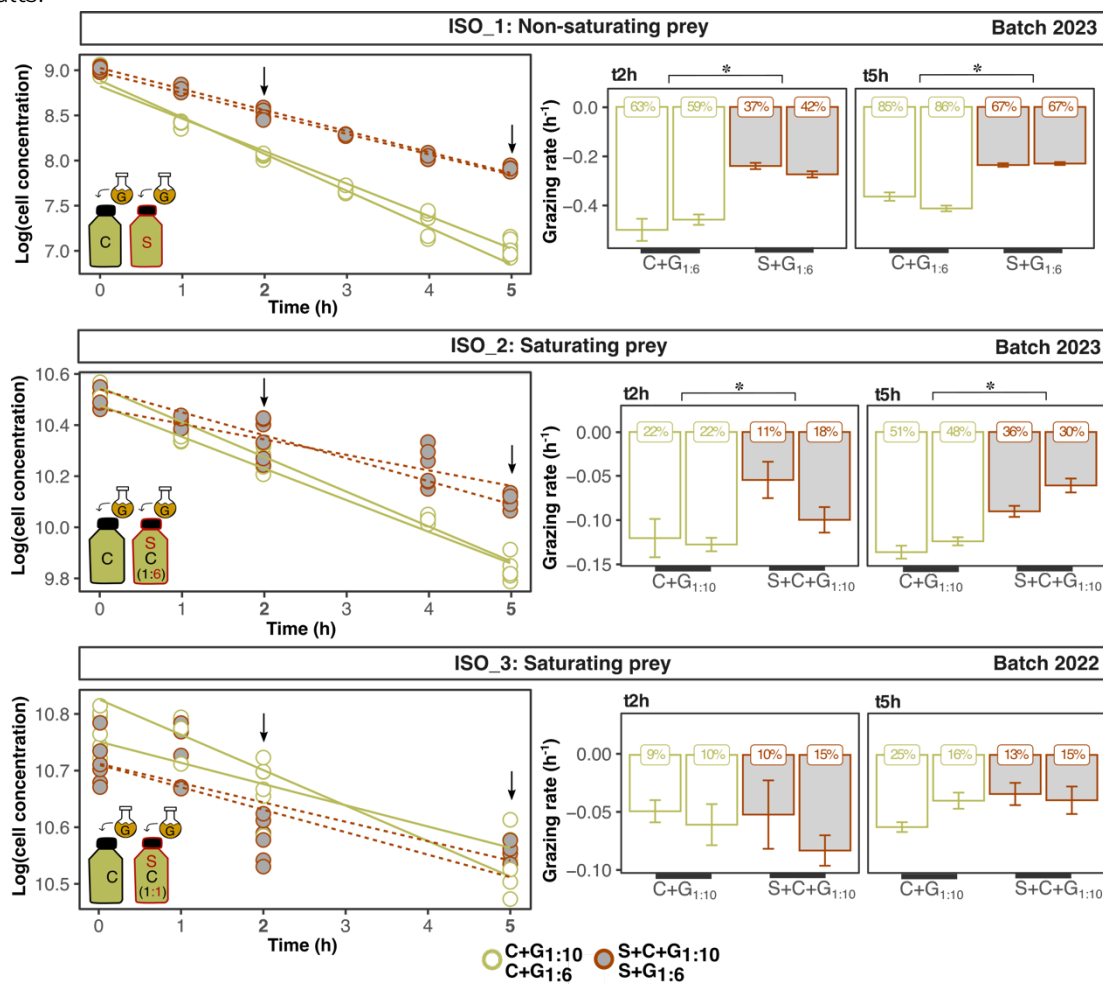 ISO_1: Non-saturating prey Batch 2023
Log(cell concentration)
9.0
8.5
8.0
7.5
7.0
0 1 2 3 4 5
Time (h)
G G
C S
Grazing rate (h-1)
t2h * t5h *
0.0
−0.2
−0.4
63% 59% 37% 42% 85% 86% 67% 67%
C+G1:6 S+G1:6 C+G1:6 S+G1:6
ISO_2: Saturating prey Batch 2023
Log(cell concentration)
10.6
10.4
10.2
10.0
9.8
0 1 2 3 4 5
Time (h)
G G
C S
C
(1:6)
Grazing rate (h-1)
t2h * t5h *
0.00
−0.05
−0.10
−0.15
22% 22% 11% 18% 51% 48% 36% 30%
C+G1:10 S+C+G1:10 C+G1:10 S+C+G1:10
ISO_3: Saturating prey Batch 2022
Log(cell concentration)
10.8
10.7
10.6
10.5
0 1 2 3 4 5
Time (h)
G G
C S
C
(1:1)
Grazing rate (h-1)
t2h t5h
0.00
−0.05
−0.10
9% 10% 10% 15% 25% 16% 13% 15%
C+G1:10 S+C+G1:10 C+G1:10 S+C+G1:10
C+G1:10 S+C+G1:10
C+G1:6 S+G1:6